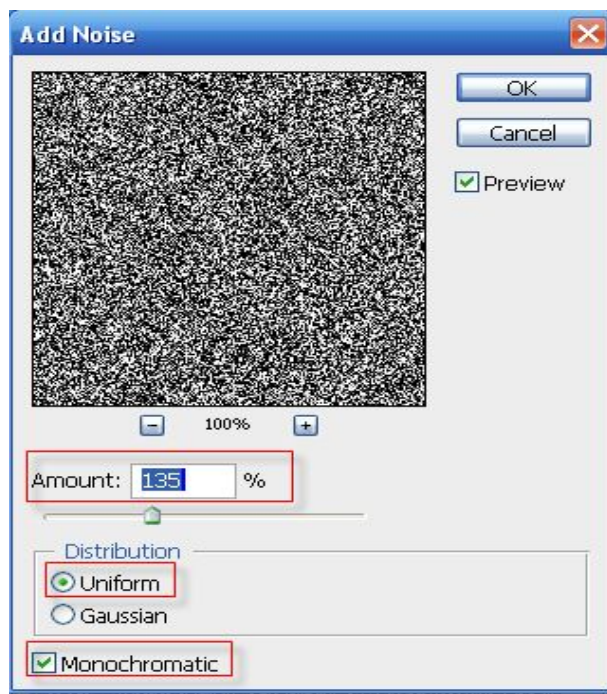 Add Noise
OK
Cancel
Preview
100%
Amount: 135 %
Distribution
Uniform
Gaussian
Monochromatic